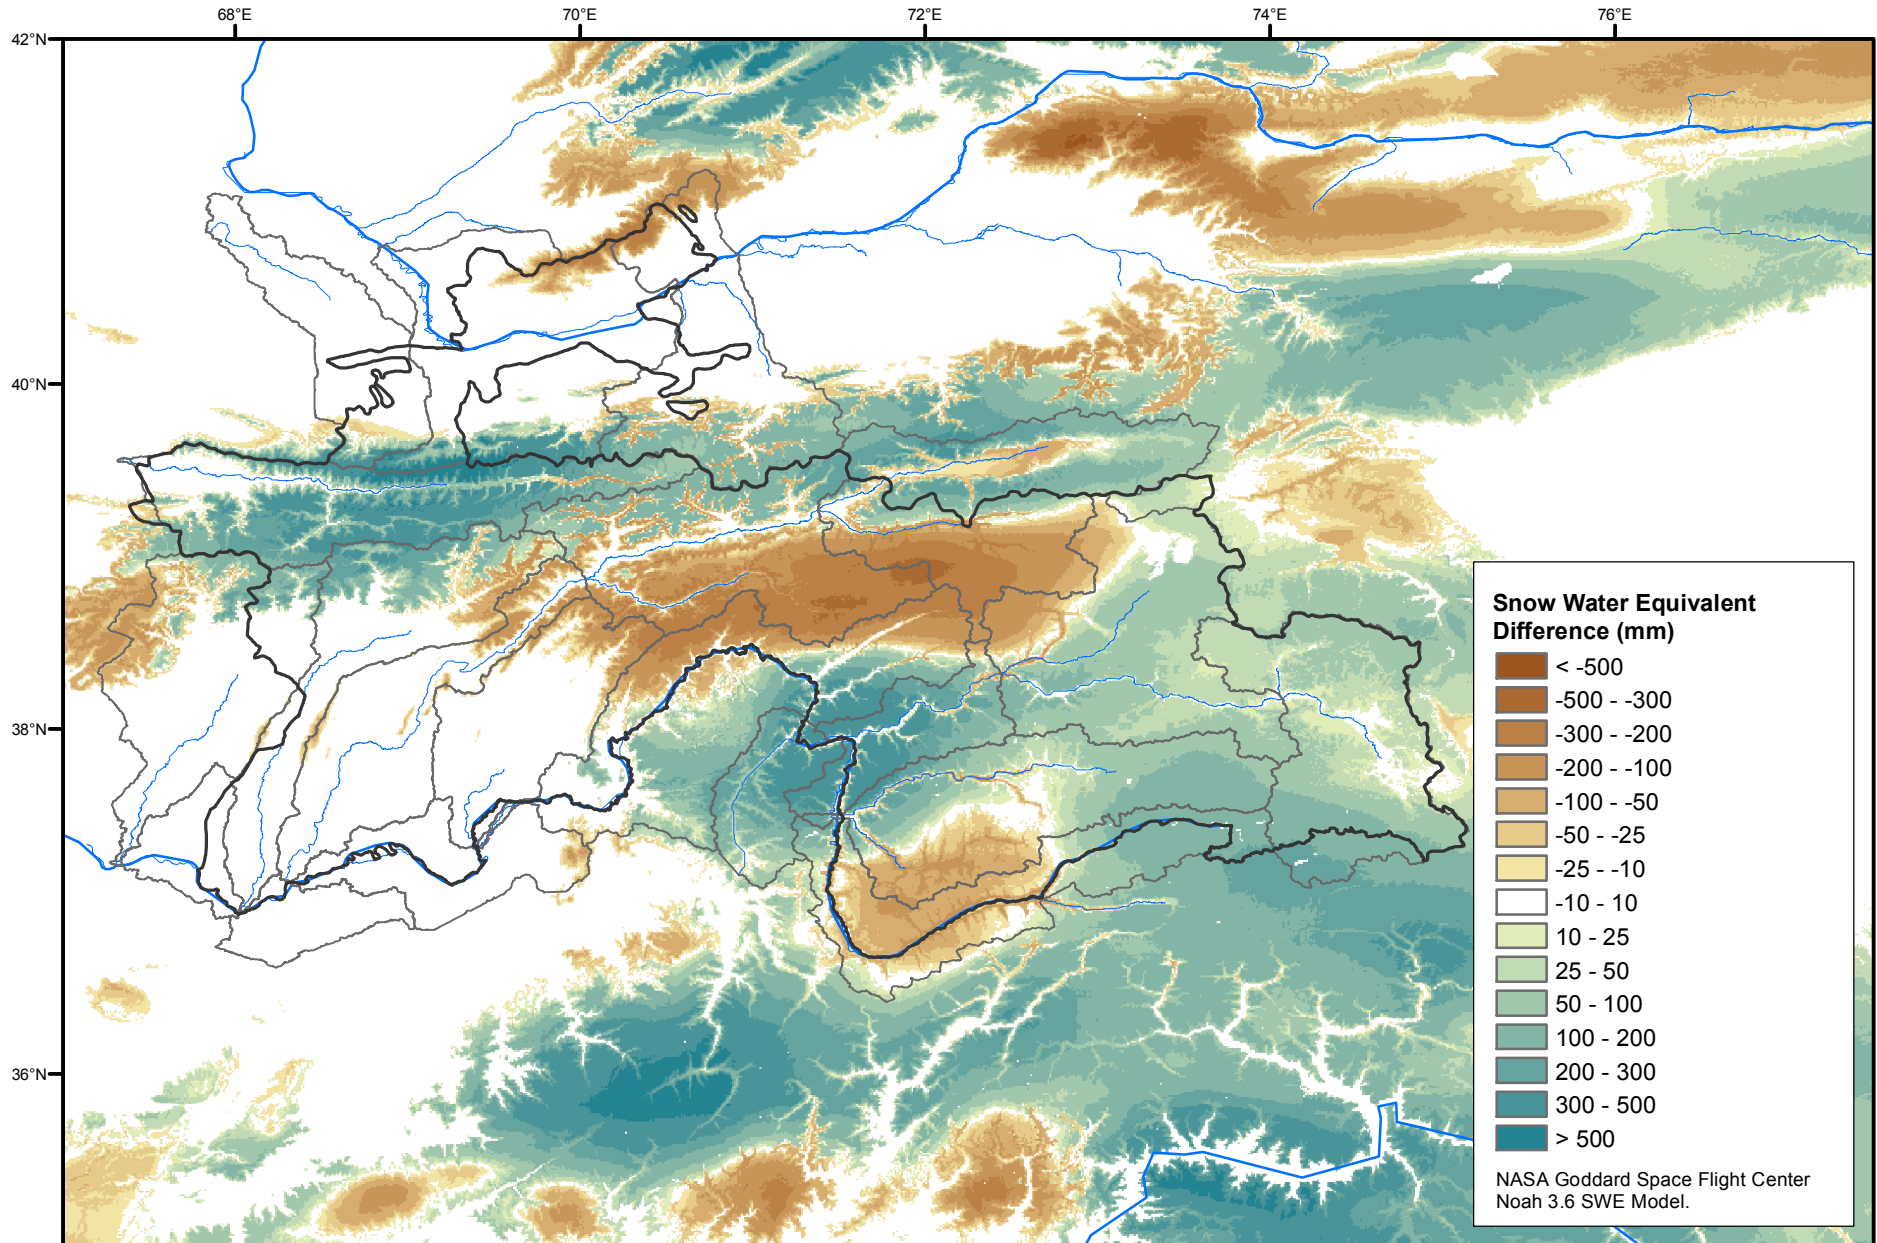 68°E
70°E
72°E
74°E
76°E
42°N
40°N
38°N
36°N
Snow Water Equivalent
Difference (mm)
< -500
-500 - -300
-300 - -200
-200 - -100
-100 - -50
-50 - -25
-25 - -10
-10 - 10
10 - 25
25 - 50
50 - 100
100 - 200
200 - 300
300 - 500
> 500
NASA Goddard Space Flight Center
Noah 3.6 SWE Model.